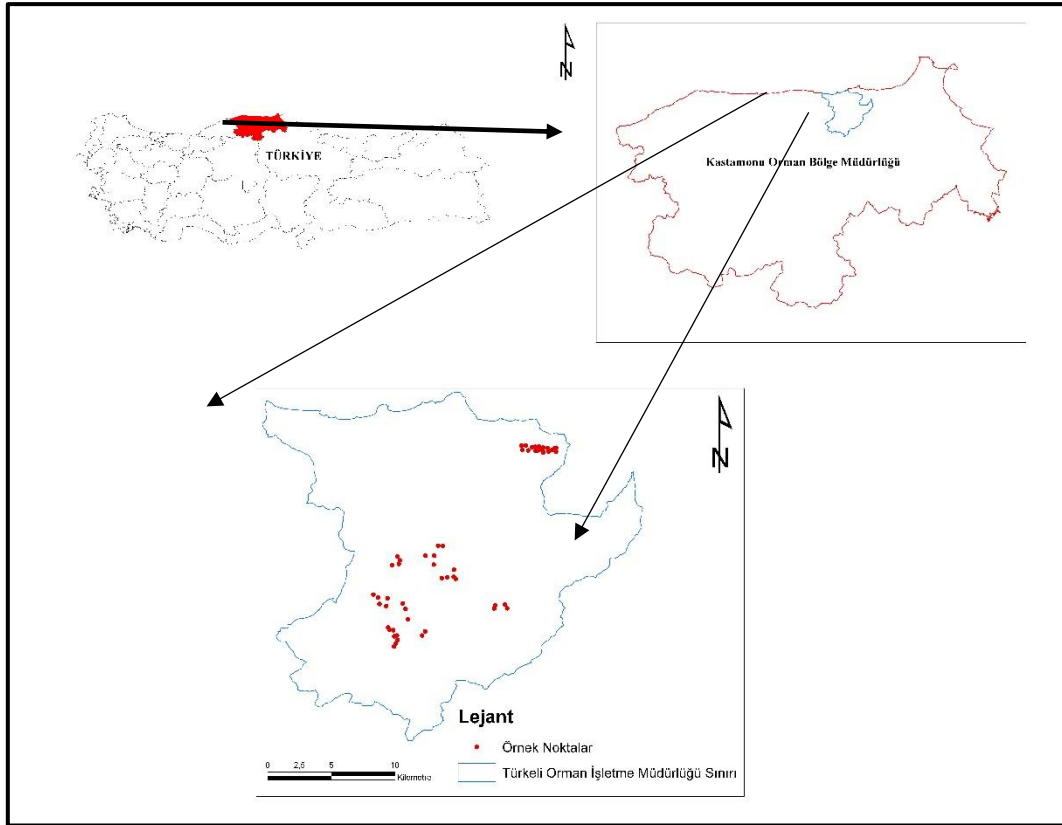 N
TÜRKİYE
Kastamonu Orman Bölge Müdürlüğü
N
Lejant
Örnek Noktalar
Türkeli Orman İşletme Müdürlüğü Sınırı
0 2,5 5 10
Kilometre